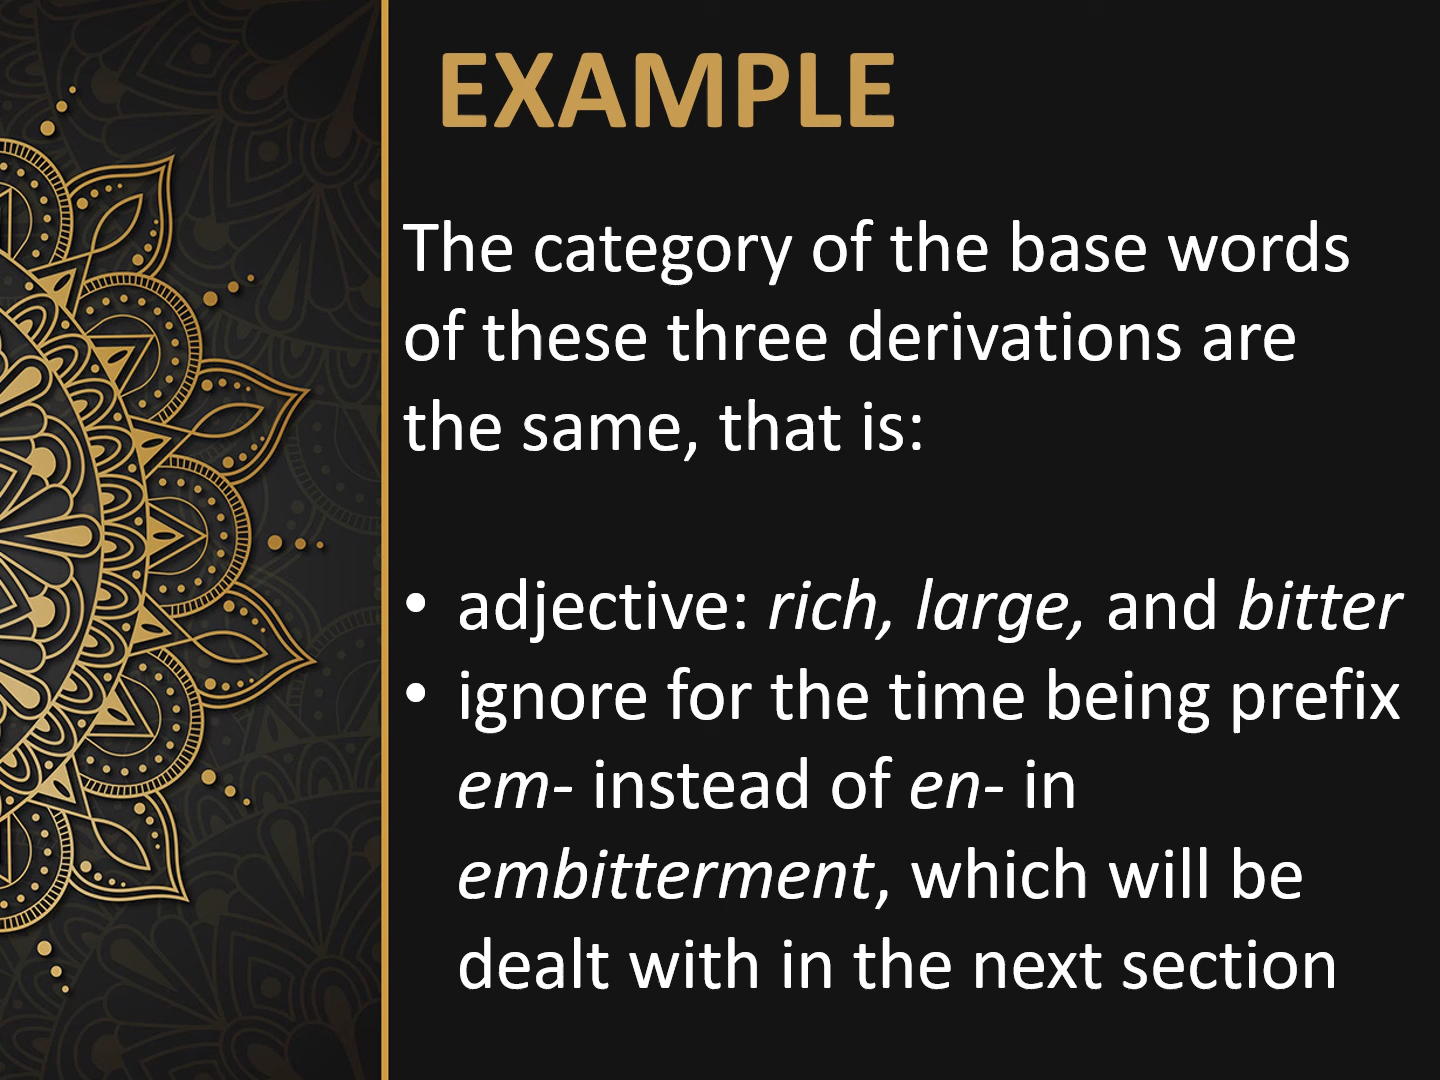 EXAMPLE
The category of the base words
of these three derivations are
the same, that is:
• adjective: rich, large, and bitter
• ignore for the time being prefix
em- instead of en- in
embitterment, which will be
dealt with in the next section